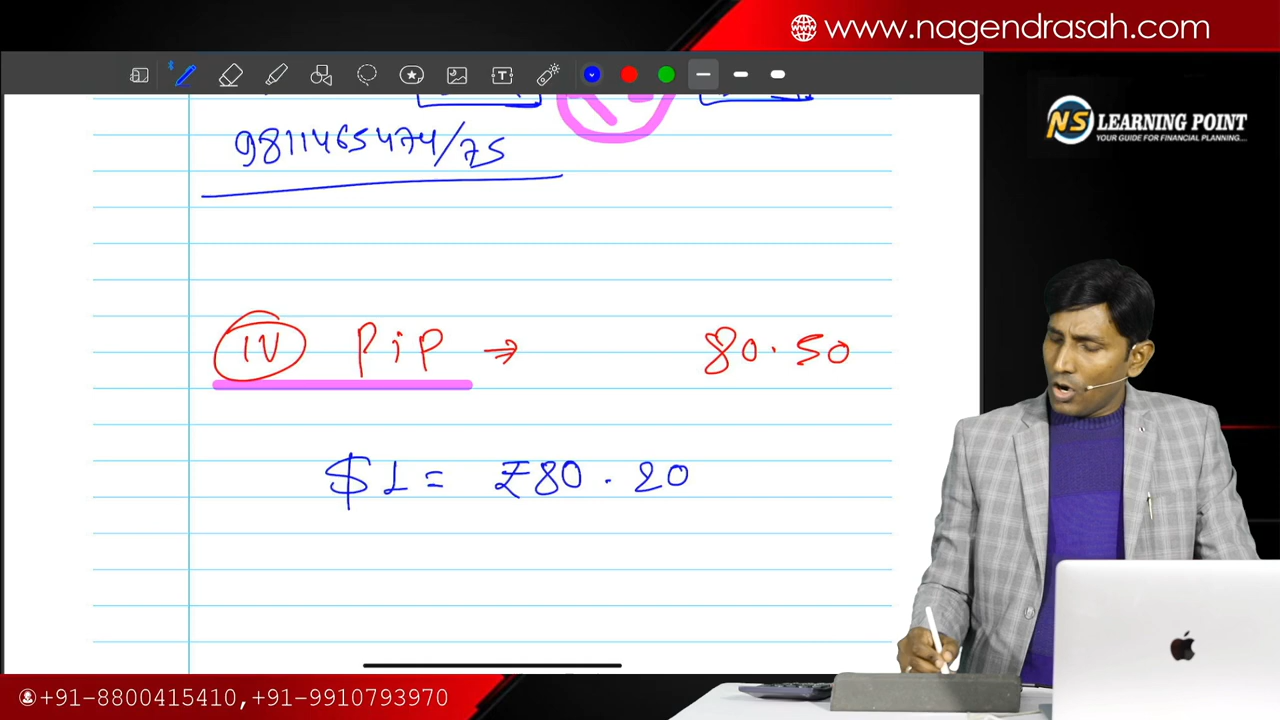 www.nagendrasah.com
NS LEARNING POINT
YOUR GUIDE FOR FINANCIAL PLANNING....
9811465474/75
IV PiP → 80.50
$1 = ₹80.20
+91-8800415410,+91-9910793970